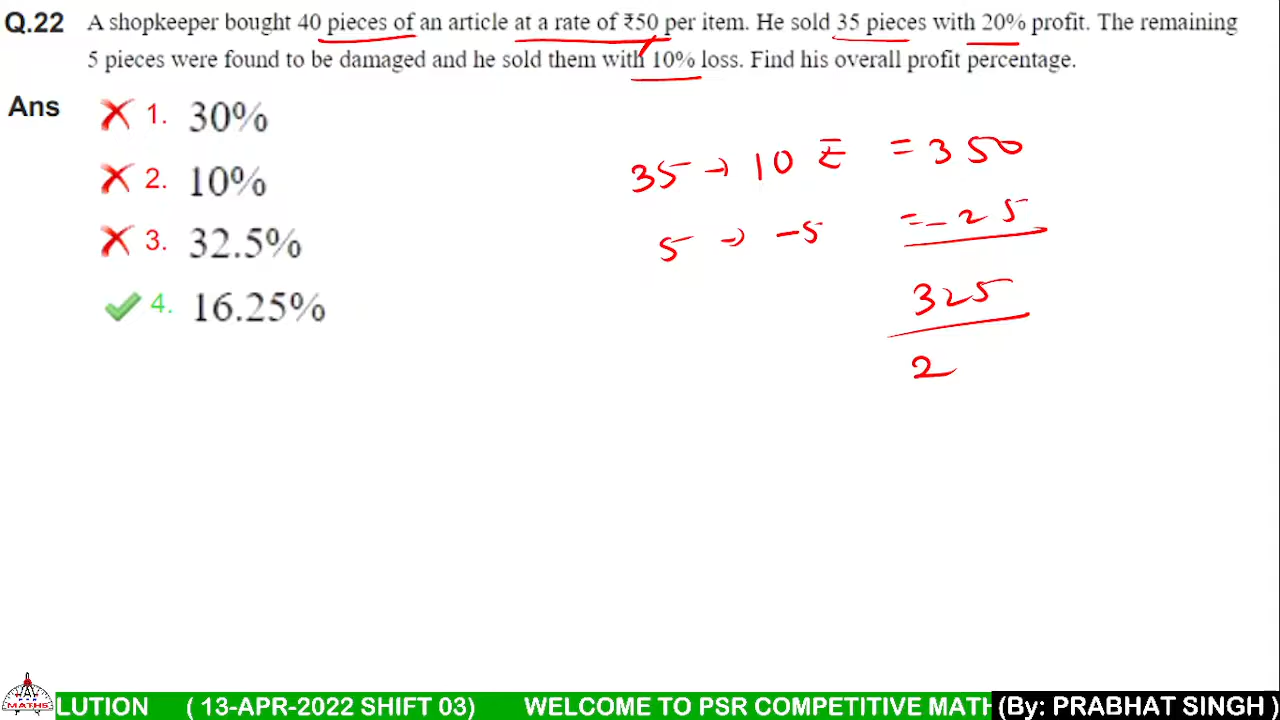 Q.22 A shopkeeper bought 40 pieces of an article at a rate of ₹50 per item. He sold 35 pieces with 20% profit. The remaining
5 pieces were found to be damaged and he sold them with 10% loss. Find his overall profit percentage.
Ans
1. 30%
2. 10%
3. 32.5%
4. 16.25%
35 → 10 ₹ = 350
5 → -5 = -25
325
2
MATHS
LUTION ( 13-APR-2022 SHIFT 03) WELCOME TO PSR COMPETITIVE MATH (By: PRABHAT SINGH )